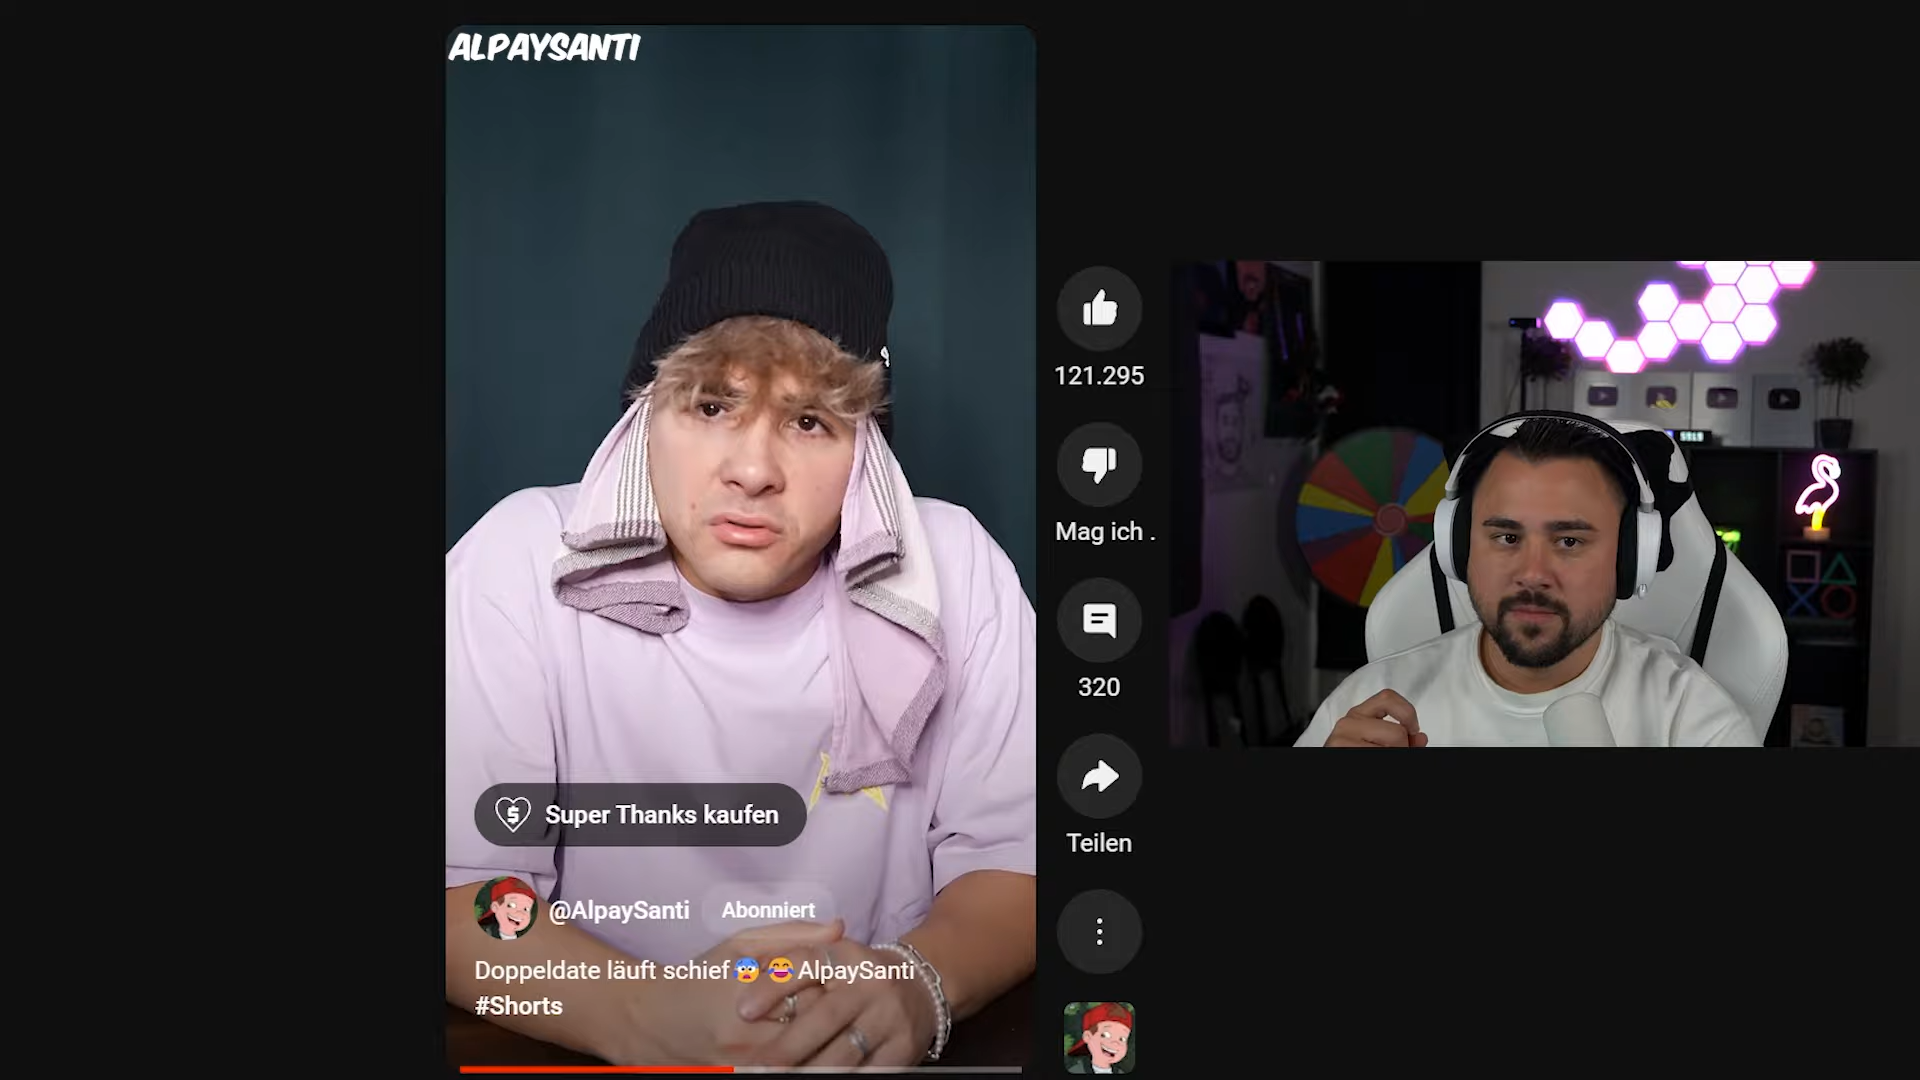 ALPAYSANTI
121.295
Mag ich .
320
Teilen
Super Thanks kaufen
@AlpaySanti Abonniert
Doppeldate läuft schief😨😂AlpaySanti
#Shorts